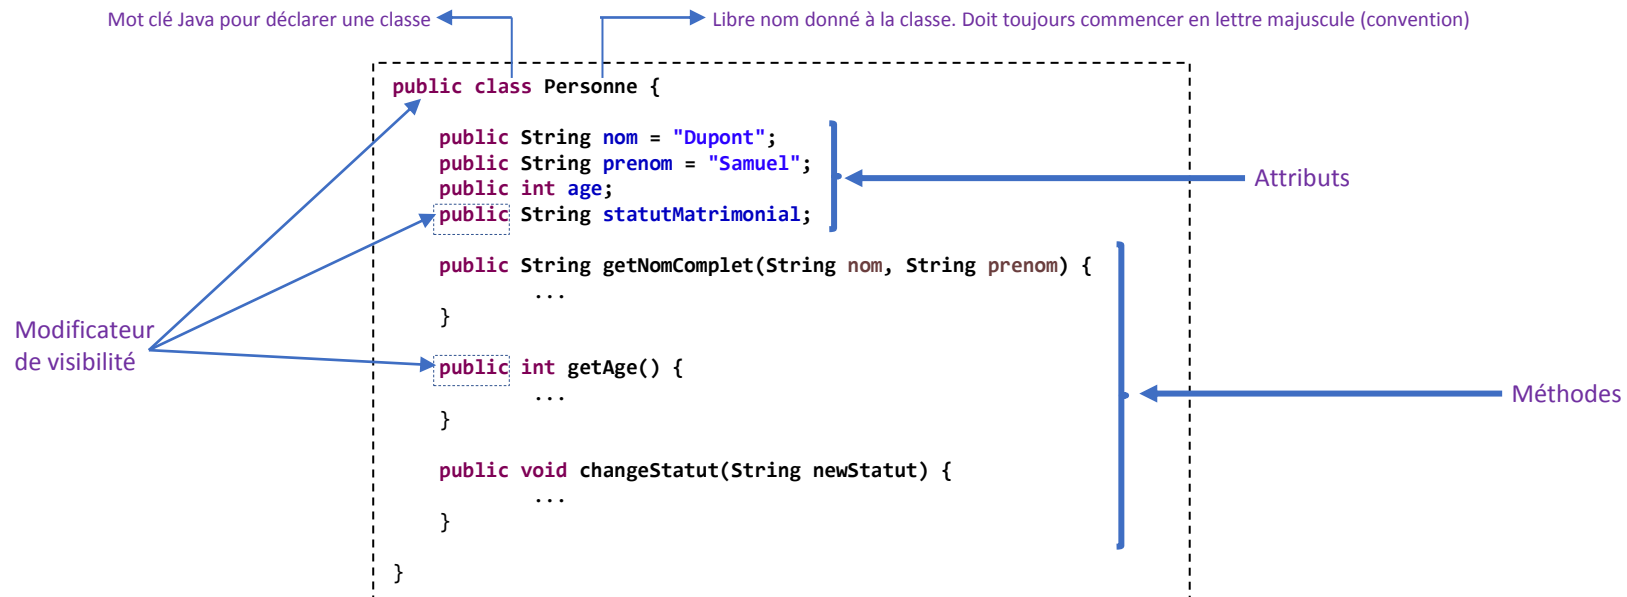 Mot clé Java pour déclarer une classe
Libre nom donné à la classe. Doit toujours commencer en lettre majuscule (convention)
public class Personne {
public String nom = "Dupont";
public String prenom = "Samuel";
public int age;
public String statutMatrimonial;
Attributs
public String getNomComplet(String nom, String prenom) {
...
}
Modificateur
de visibilité
public int getAge() {
...
}
Méthodes
public void changeStatut(String newStatut) {
...
}
}